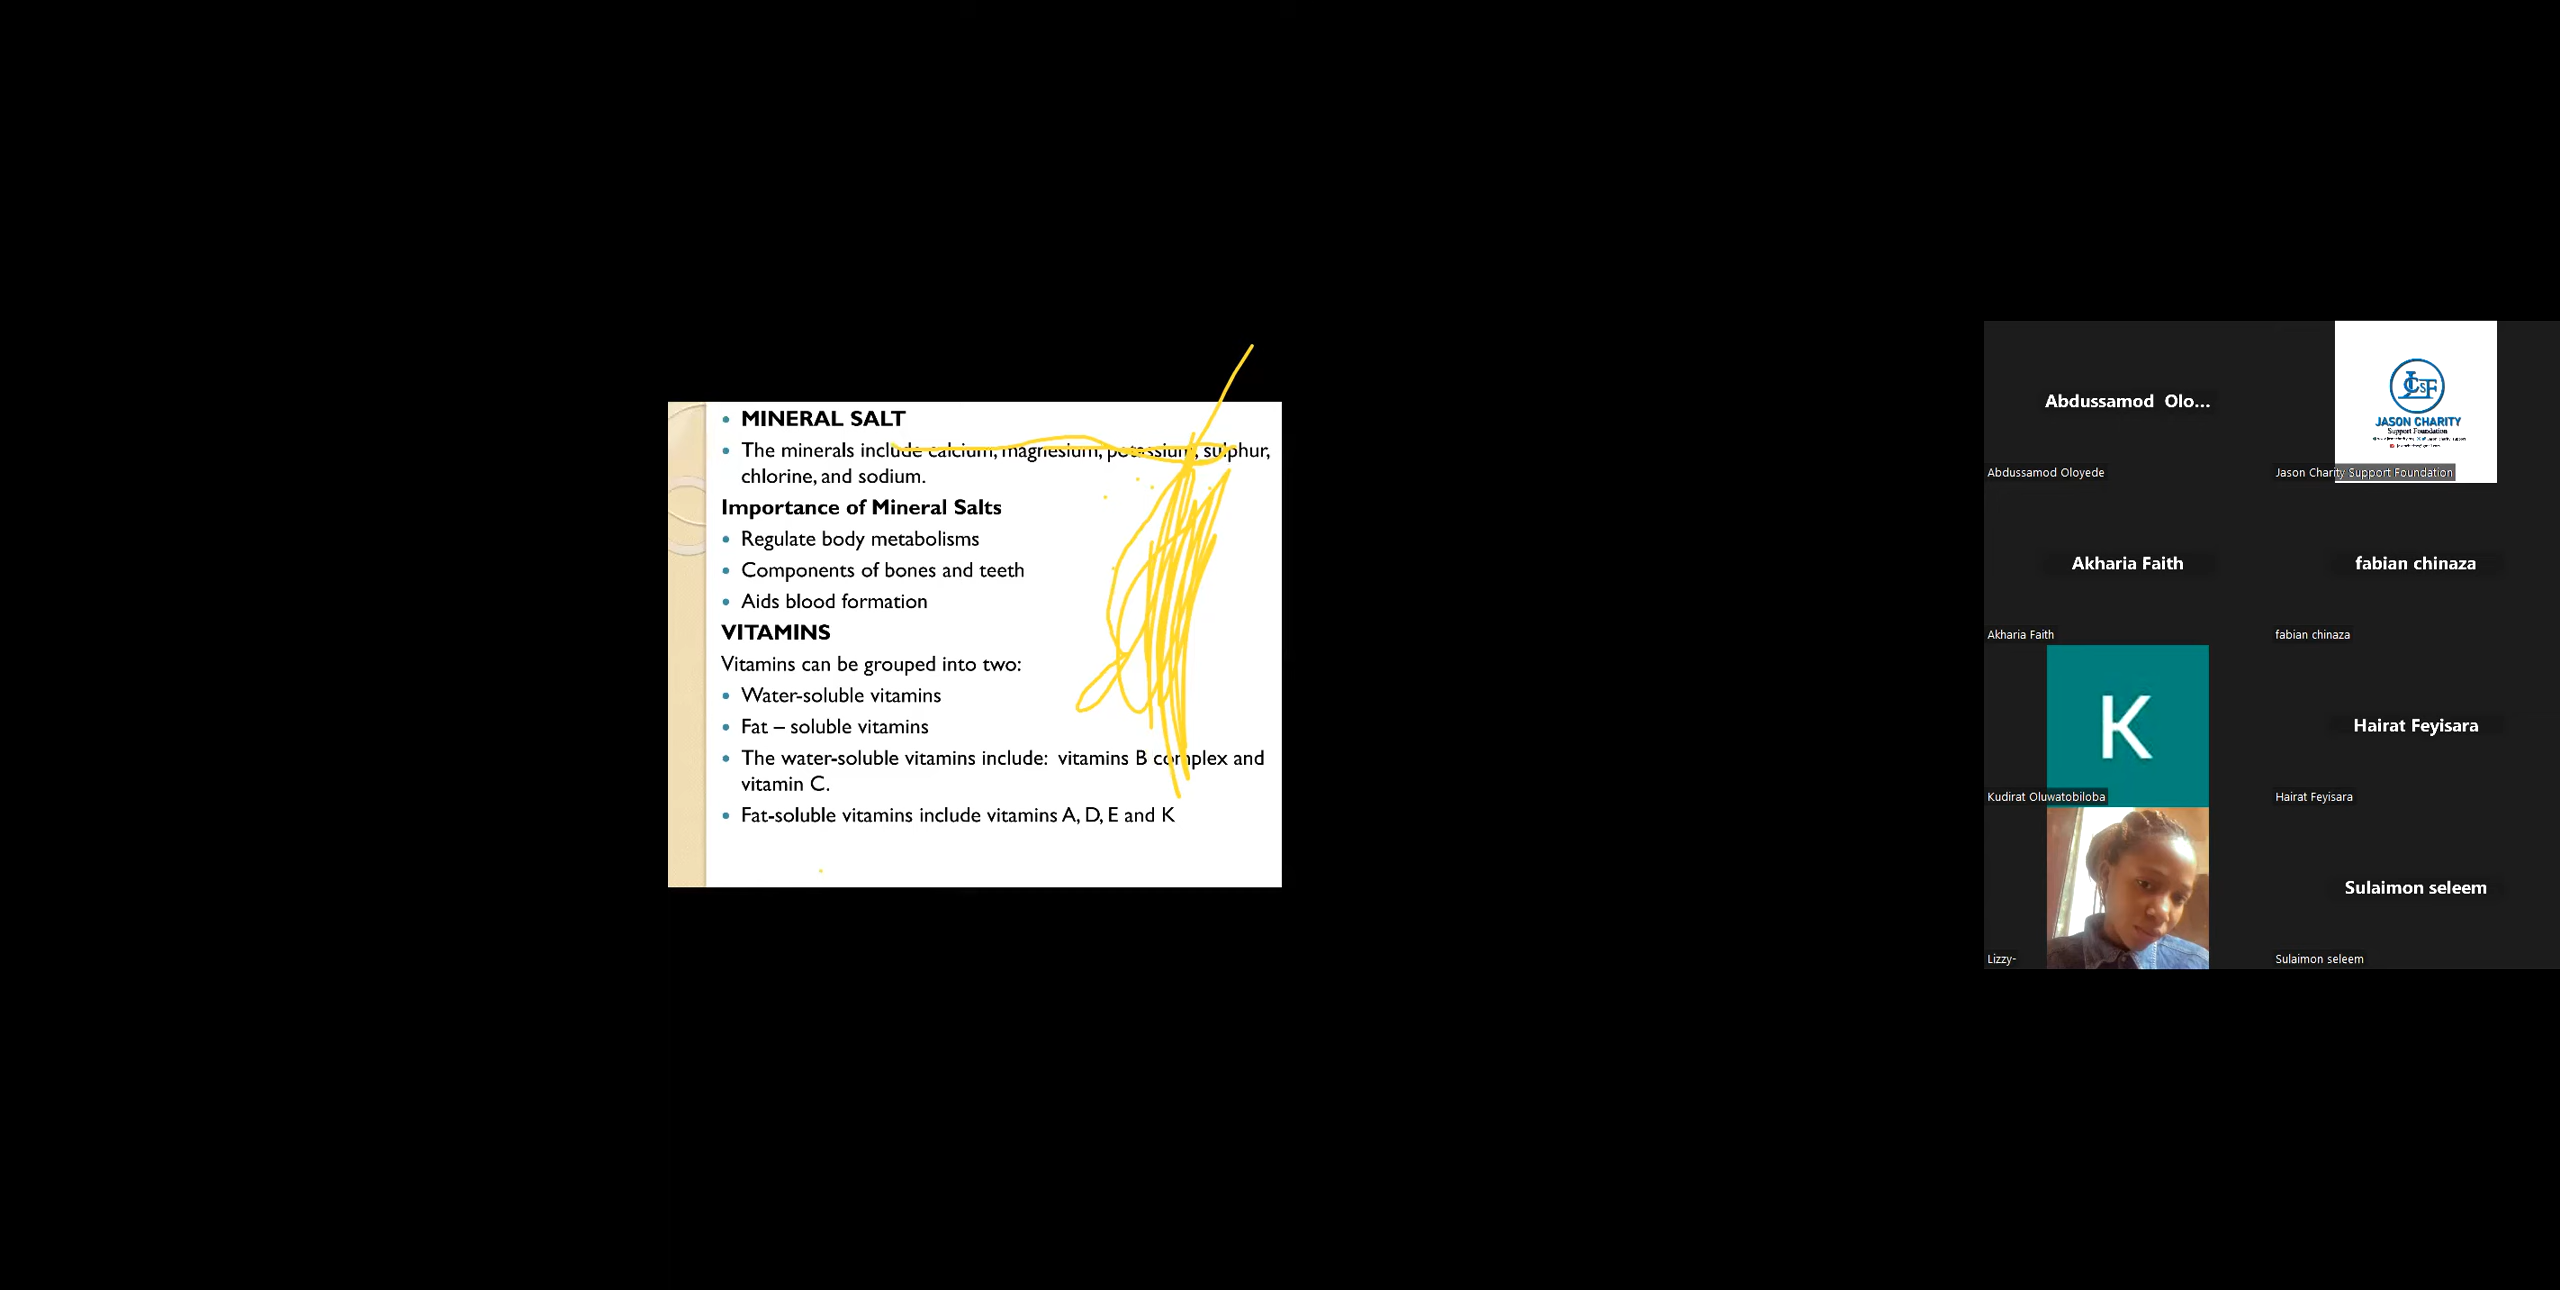 MINERAL SALT
The minerals include calcium, magnesium, potassium, sulphur,
chlorine, and sodium.
Importance of Mineral Salts
Regulate body metabolisms
Components of bones and teeth
Aids blood formation
VITAMINS
Vitamins can be grouped into two:
Water-soluble vitamins
Fat – soluble vitamins
The water-soluble vitamins include: vitamins B complex and
vitamin C.
Fat-soluble vitamins include vitamins A, D, E and K
Abdussamod Olo...
Abdussamod Oloyede
JCSF
JASON CHARITY
Support Foundation
Jason Charity Support Foundation
Akharia Faith
Akharia Faith
fabian chinaza
fabian chinaza
K
Kudirat Oluwatobiloba
Hairat Feyisara
Hairat Feyisara
Lizzy-
Sulaimon seleem
Sulaimon seleem